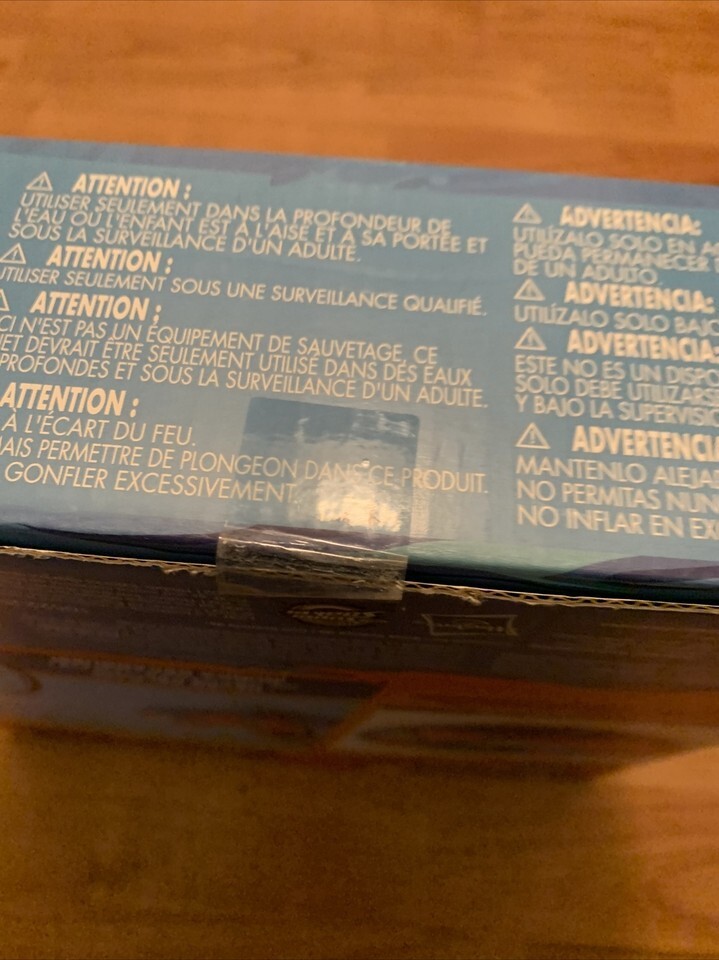 ATTENTION :
UTILISER SEULEMENT DANS LA PROFONDEUR DE
L'EAU OÙ L'ENFANT EST À L'AISE ET À SA PORTÉE ET
SOUS LA SURVEILLANCE D'UN ADULTE.
ATTENTION :
UTILISER SEULEMENT SOUS UNE SURVEILLANCE QUALIFIÉ.
ATTENTION :
CI N'EST PAS UN ÉQUIPEMENT DE SAUVETAGE, CE
JET DEVRAIT ÊTRE SEULEMENT UTILISÉ DANS DES EAUX
PROFONDES ET SOUS LA SURVEILLANCE D'UN ADULTE.
ATTENTION :
À L'ÉCART DU FEU.
MAIS PERMETTRE DE PLONGEON DANS CE PRODUIT.
GONFLER EXCESSIVEMENT.
ADVERTENCIA:
UTILÍZALO SOLO EN
PUEDA PERMANECER
DE UN ADULTO.
ADVERTENCIA:
UTILÍZALO SOLO BAJO
ADVERTENCIA:
ESTE NO ES UN DISPO
SOLO DEBE UTILIZARSE
Y BAJO LA SUPERVISIÓ
ADVERTENCIA
MANTENLO ALEJA
NO PERMITAS NUN
NO INFLAR EN EX